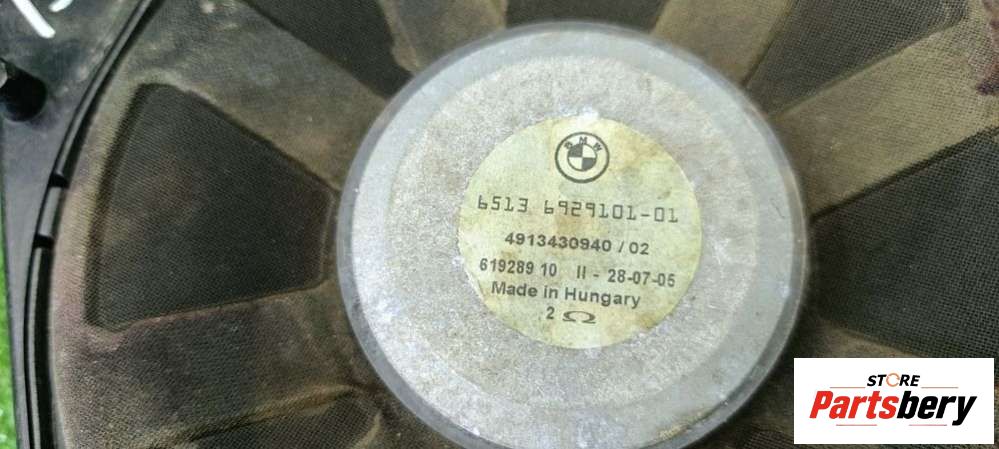 BMW
6513 6929101-01
4913430940 / 02
619289 10 II - 28-07-05
Made in Hungary
2 Ω
STORE
Partsbery